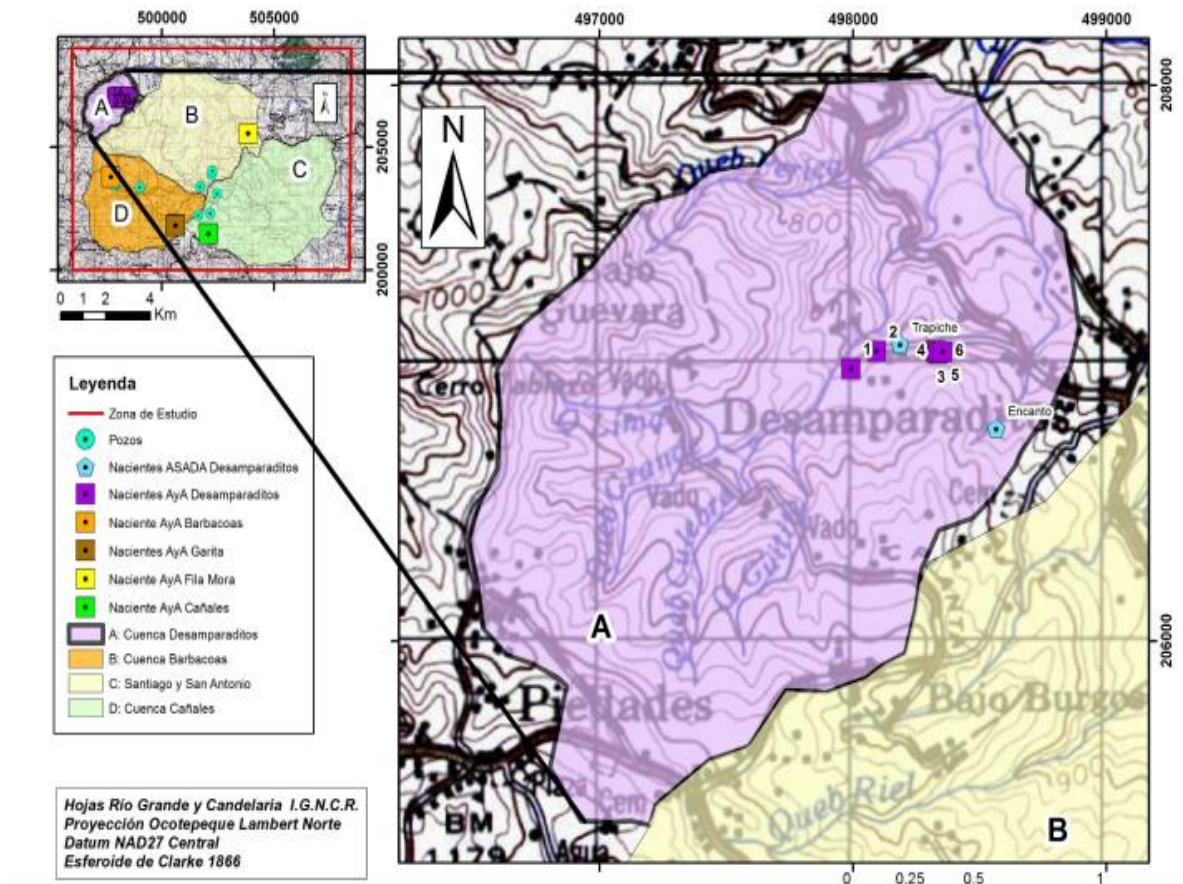 500000 505000
A
B
C
D
N
205000
200000
0 1 2 4
Km
Leyenda
Zona de Estudio
Pozos
Nacientes ASADA Desamparaditos
Nacientes AyA Desamparaditos
Naciente AyA Barbacoas
Nacientes AyA Garita
Naciente AyA Fila Mora
Naciente AyA Cañales
A: Cuenca Desamparaditos
B: Cuenca Barbacoas
C: Santiago y San Antonio
D: Cuenca Cañales
Hojas Río Grande y Candelaria I.G.N.C.R.
Proyección Ocotepeque Lambert Norte
Datum NAD27 Central
Esferoide de Clarke 1866
497000 498000 499000
208000
N
800
Guevara
1000
2 Trapiche
1 4 6
3 5
Cerro
Vado
Encanto
Vado
Cem
Vado
A
206000
Piedades
Bajo Burgos
900
Queb Riel
Plaza
Cem
B
BM
1179
Agua
0 0.25 0.5 1